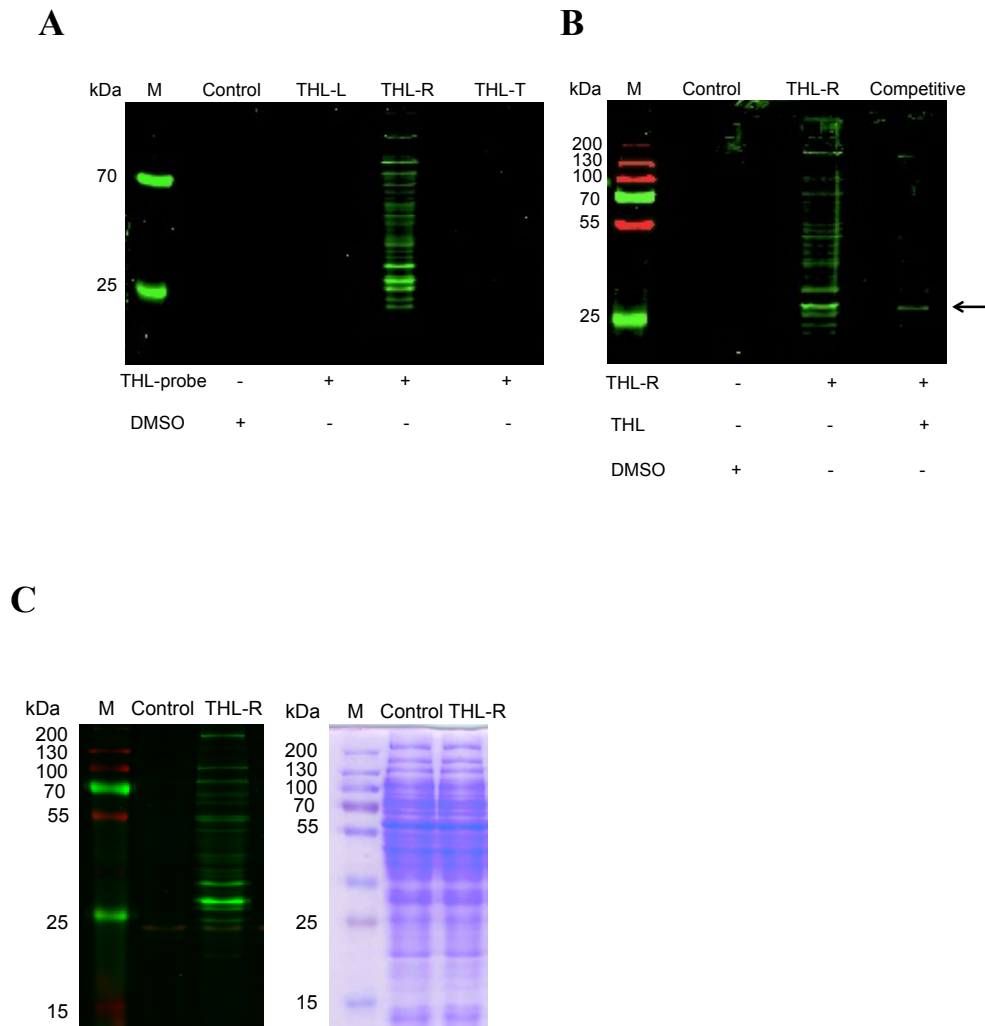 A
kDa M Control THL-L THL-R THL-T
70
25
THL-probe - + + +
DMSO + - - -
B
kDa M Control THL-R Competitive
200
130
100
70
55
25
THL-R - + +
THL - - +
DMSO + - -
C
kDa M Control THL-R
200
130
100
70
55
25
15
kDa M Control THL-R
200
130
100
70
55
25
15